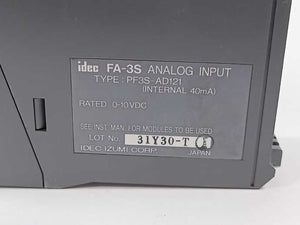 idec FA-3S ANALOG INPUT
TYPE: PF3S-AD121
(INTERNAL 40mA)
RATED 0-10VDC
SEE INST. MAN. FOR MODULES TO BE USED
LOT No. 31Y30-T
IDEC IZUMI CORP. JAPAN